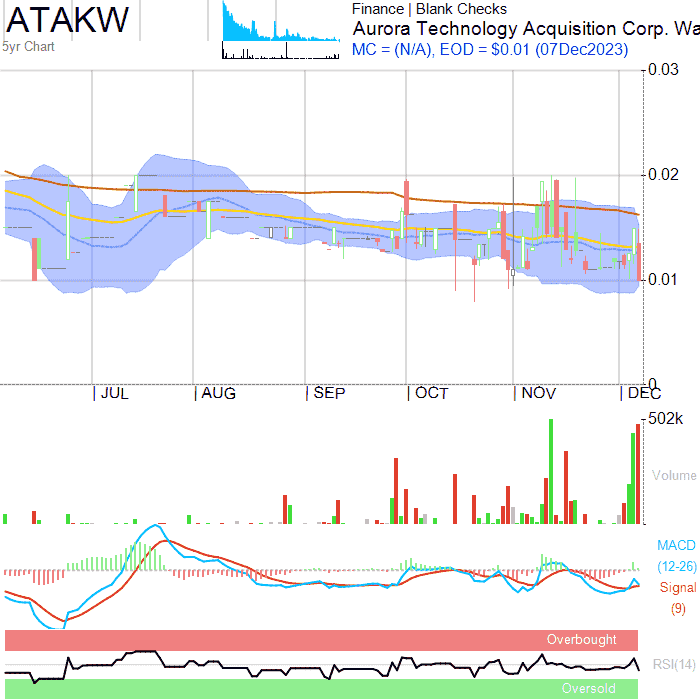 ATAKW
5yr Chart
Finance | Blank Checks
Aurora Technology Acquisition Corp. Wa
MC = (N/A), EOD = $0.01 (07Dec2023)
0.03
0.02
0.01
0
JUL AUG SEP OCT NOV DEC
502k
Volume
MACD
(12-26)
Signal
(9)
Overbought
RSI(14)
Oversold